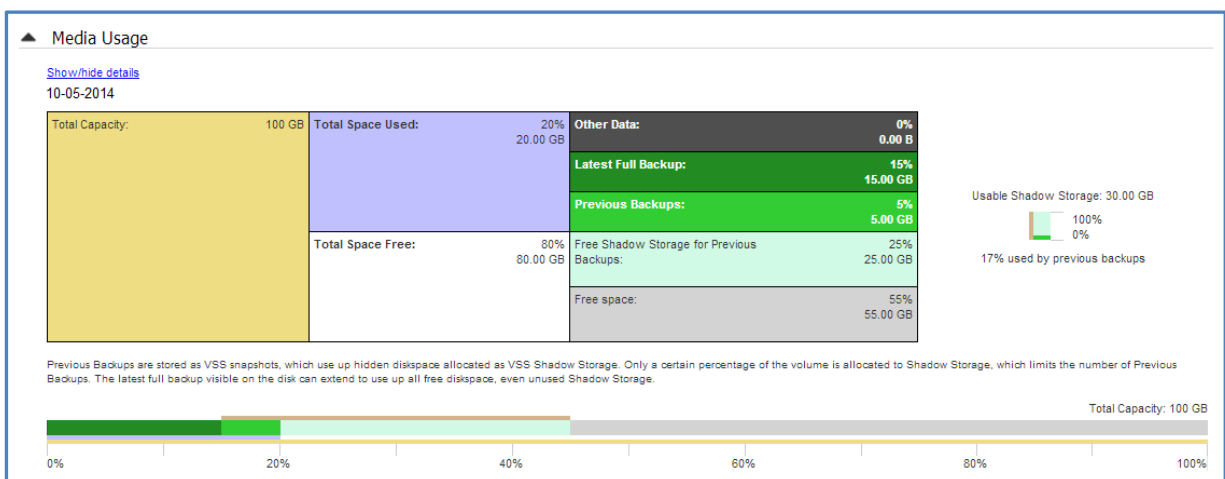 Media Usage
Show/hide details
10-05-2014
Total Capacity: 100 GB
Total Space Used: 20%
20.00 GB
Other Data: 0%
0.00 B
Latest Full Backup: 15%
15.00 GB
Previous Backups: 5%
5.00 GB
Total Space Free: 80%
80.00 GB
Free Shadow Storage for Previous 25%
Backups: 25.00 GB
Free space: 55%
55.00 GB
Usable Shadow Storage: 30.00 GB
100%
0%
17% used by previous backups
Previous Backups are stored as VSS snapshots, which use up hidden diskspace allocated as VSS Shadow Storage. Only a certain percentage of the volume is allocated to Shadow Storage, which limits the number of Previous
Backups. The latest full backup visible on the disk can extend to use up all free diskspace, even unused Shadow Storage.
Total Capacity: 100 GB
0% 20% 40% 60% 80% 100%